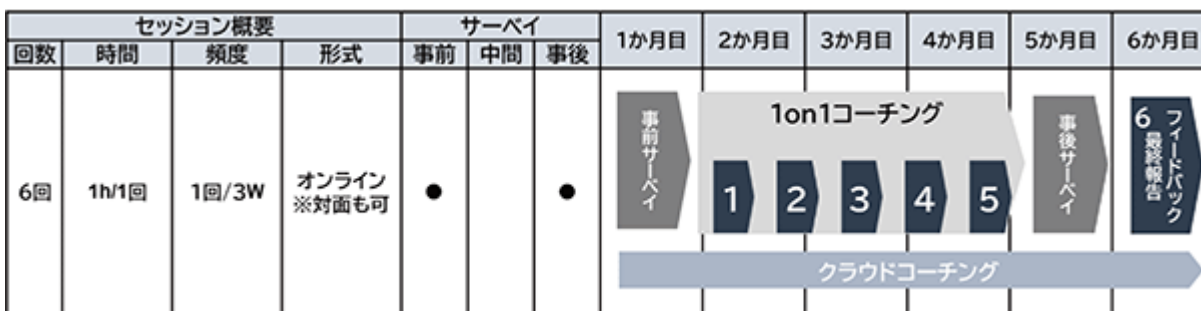 セッション概要
サーベイ
1か月目
2か月目
3か月目
4か月目
5か月目
6か月目
回数
時間
頻度
形式
事前
中間
事後
6回
1h/1回
1回/3W
オンライン
※対面も可
●
●
事前サーベイ
1on1コーチング
1
2
3
4
5
事後サーベイ
6
フィードバック
最終報告
クラウドコーチング